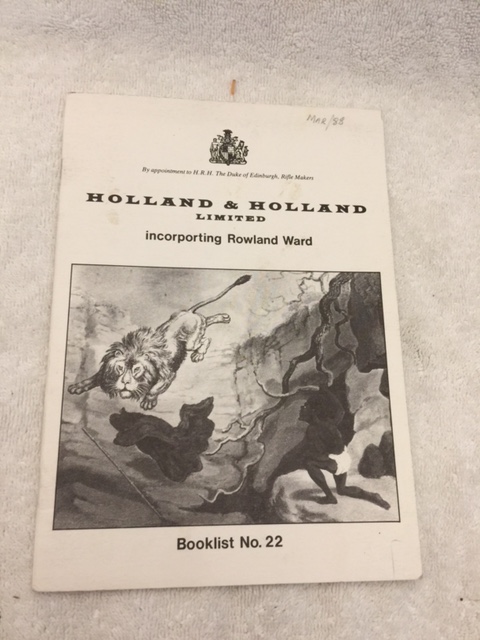 Mar/88
By appointment to H.R.H. The Duke of Edinburgh, Rifle Makers
HOLLAND & HOLLAND
LIMITED
incorporting Rowland Ward
Booklist No. 22